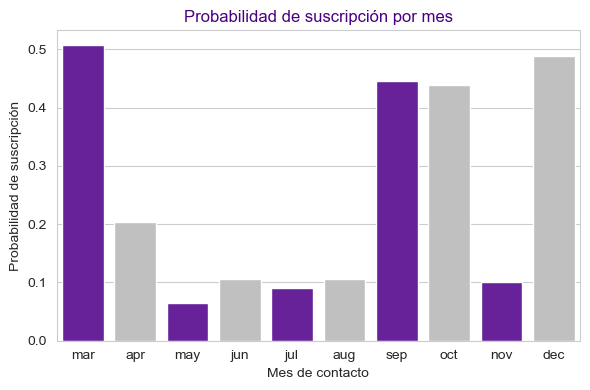 Probabilidad de suscripción por mes
Probabilidad de suscripción
0.5
0.4
0.3
0.2
0.1
0.0
mar apr may jun jul aug sep oct nov dec
Mes de contacto